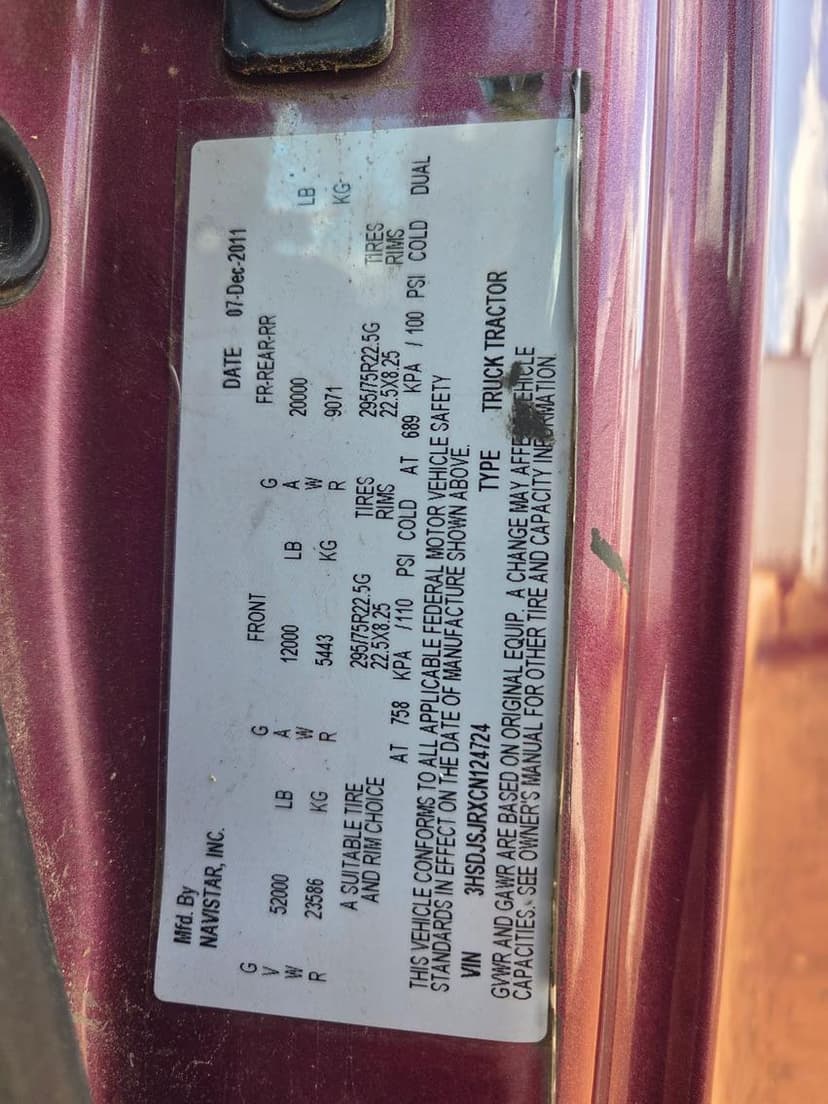 Mfd. By
NAVISTAR, INC.
DATE 07-Dec-2011
G V W R
52000 LB
23586 KG
FRONT
G A W R
12000 LB
5443 KG
FR-REAR-RR
G A W R
20000 LB
9071 KG
A SUITABLE TIRE 295/75R22.5G TIRES 295/75R22.5G TIRES
AND RIM CHOICE 22.5X8.25 RIMS 22.5X8.25 RIMS
AT 758 KPA /110 PSI COLD AT 689 KPA /100 PSI COLD DUAL
THIS VEHICLE CONFORMS TO ALL APPLICABLE FEDERAL MOTOR VEHICLE SAFETY
STANDARDS IN EFFECT ON THE DATE OF MANUFACTURE SHOWN ABOVE.
VIN 3HSDJSJRXCN124724 TYPE TRUCK TRACTOR
GVWR AND GAWR ARE BASED ON ORIGINAL EQUIP. A CHANGE MAY AFFECT VEHICLE
CAPACITIES. SEE OWNER'S MANUAL FOR OTHER TIRE AND CAPACITY INFORMATION.